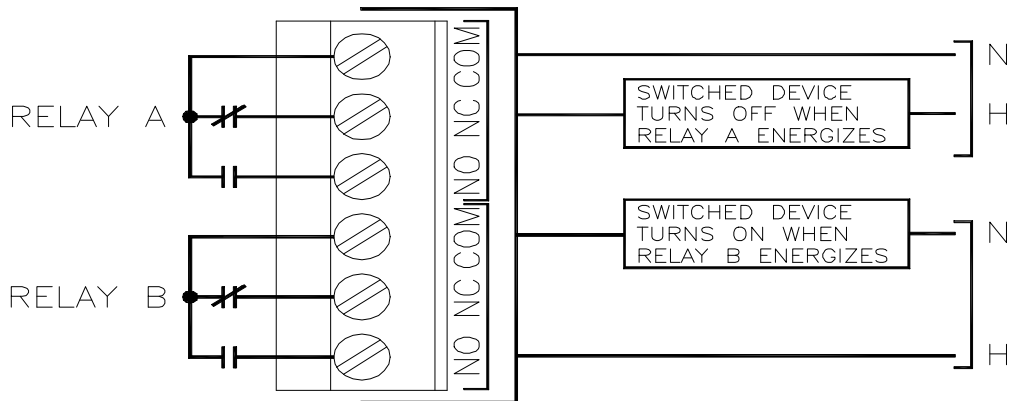 N
SWITCHED DEVICE
TURNS OFF WHEN
RELAY A ENERGIZES
H
RELAY A
NO NC COM
SWITCHED DEVICE
TURNS ON WHEN
RELAY B ENERGIZES
N
RELAY B
NO NC COM
H